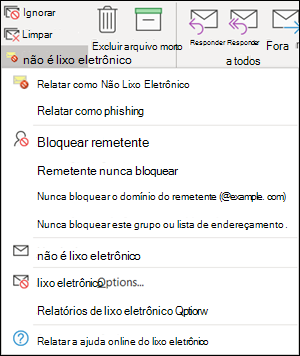 Ignorar
Limpar
Excluir arquivo morto
Responder Responder Fora
a todos
não é lixo eletrônico
Relatar como Não Lixo Eletrônico
Relatar como phishing
Bloquear remetente
Remetente nunca bloquear
Nunca bloquear o domínio do remetente (@example. com)
Nunca bloquear este grupo ou lista de endereçamento .
não é lixo eletrônico
lixo eletrônico Options...
Relatórios de lixo eletrônico
Relatar a ajuda online do lixo eletrônico